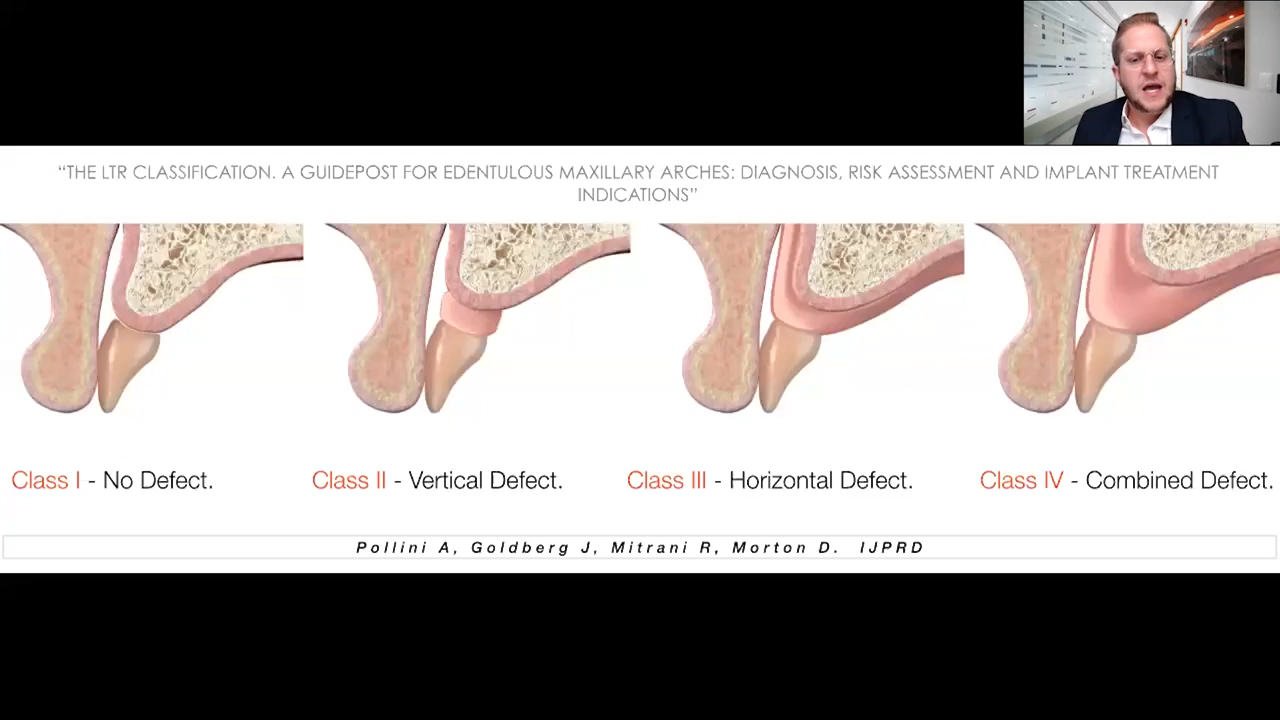 “THE LTR CLASSIFICATION. A GUIDEPOST FOR EDENTULOUS MAXILLARY ARCHES: DIAGNOSIS, RISK ASSESSMENT AND IMPLANT TREATMENT
INDICATIONS”
Class I - No Defect.
Class II - Vertical Defect.
Class III - Horizontal Defect.
Class IV - Combined Defect.
Pollini A, Goldberg J, Mitrani R, Morton D. IJPRD